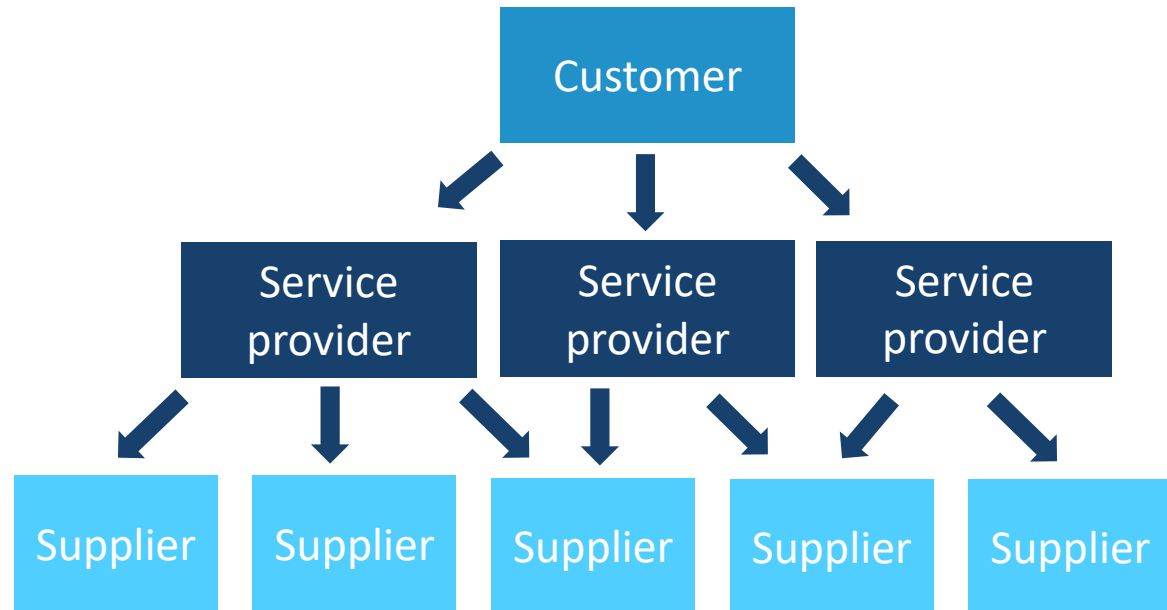 Customer
Service
provider
Service
provider
Service
provider
Supplier
Supplier
Supplier
Supplier
Supplier